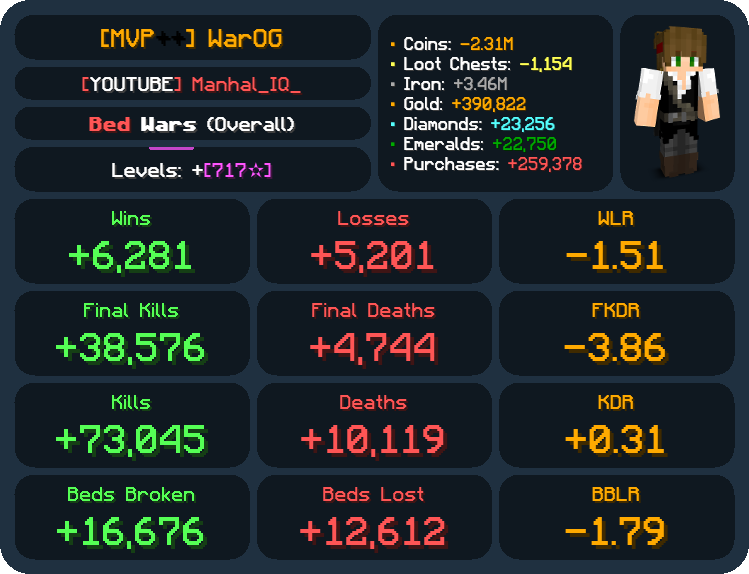 [MVP++] WarOG
[YOUTUBE] Manhal_IQ_
Bed Wars (Overall)
Levels: +[717☆]
· Coins: -2.31M
· Loot Chests: -1,154
· Iron: +3.46M
· Gold: +390,822
· Diamonds: +23,256
· Emeralds: +22,750
· Purchases: +259,378
Wins
+6,281
Losses
+5,201
WLR
-1.51
Final Kills
+38,576
Final Deaths
+4,744
FKDR
-3.86
Kills
+73,045
Deaths
+10,119
KDR
+0.31
Beds Broken
+16,676
Beds Lost
+12,612
BBLR
-1.79